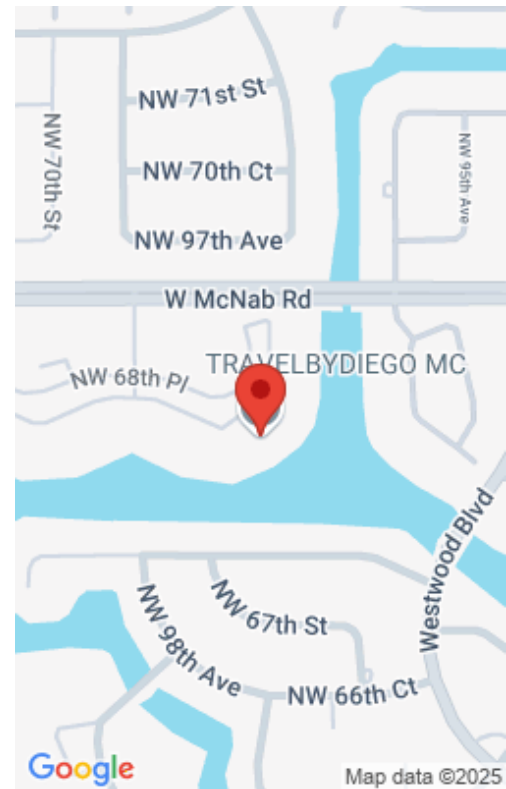 NW 71st St
NW 70th St
NW 70th Ct
NW 95th Ave
NW 97th Ave
W McNab Rd
TRAVELBYDIEGO MC
NW 68th Pl
Westwood Blvd
NW 67th St
NW 98th Ave
NW 66th Ct
Google
Map data ©2025